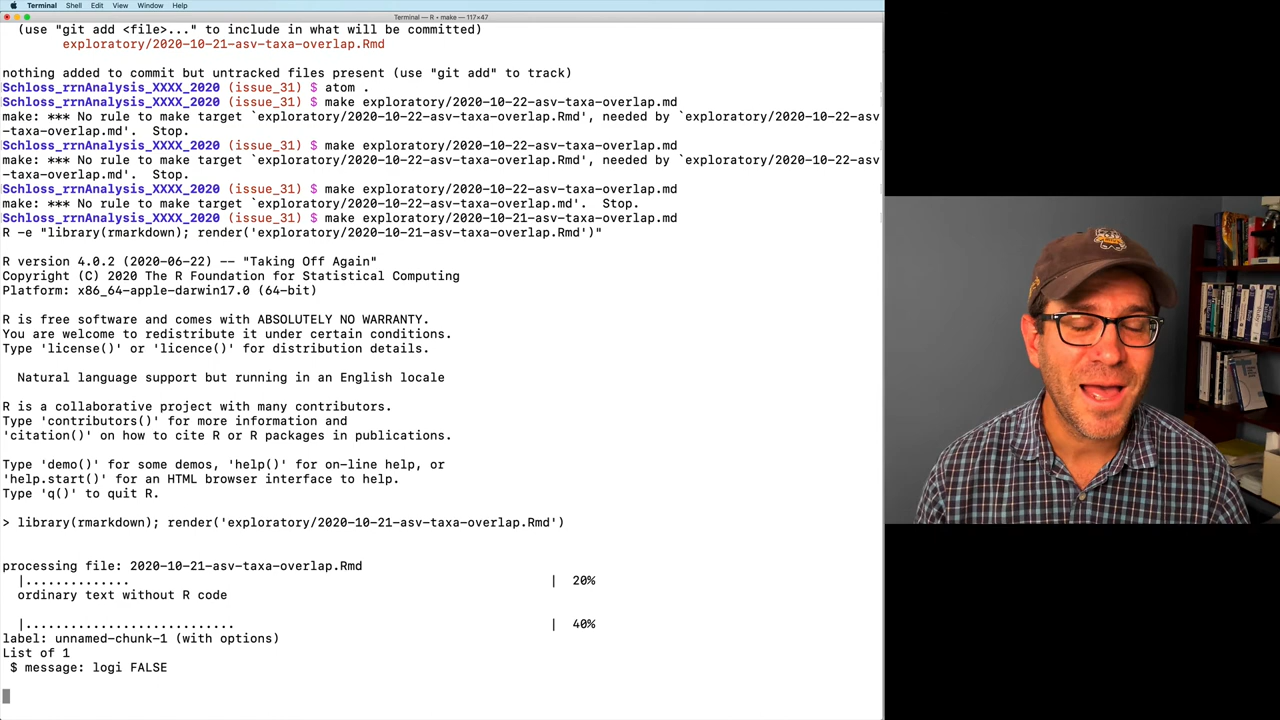 Terminal Shell Edit View Window Help
Terminal — R • make — 117×47
(use "git add <file>..." to include in what will be committed)
exploratory/2020-10-21-asv-taxa-overlap.Rmd
nothing added to commit but untracked files present (use "git add" to track)
Schloss_rrnAnalysis_XXXX_2020 (issue_31) $ atom .
Schloss_rrnAnalysis_XXXX_2020 (issue_31) $ make exploratory/2020-10-22-asv-taxa-overlap.md
make: *** No rule to make target `exploratory/2020-10-22-asv-taxa-overlap.Rmd', needed by `exploratory/2020-10-22-asv
-taxa-overlap.md'.  Stop.
Schloss_rrnAnalysis_XXXX_2020 (issue_31) $ make exploratory/2020-10-22-asv-taxa-overlap.md
make: *** No rule to make target `exploratory/2020-10-22-asv-taxa-overlap.Rmd', needed by `exploratory/2020-10-22-asv
-taxa-overlap.md'.  Stop.
Schloss_rrnAnalysis_XXXX_2020 (issue_31) $ make exploratory/2020-10-22-asv-taxa-overlap.md
make: *** No rule to make target `exploratory/2020-10-22-asv-taxa-overlap.md'.  Stop.
Schloss_rrnAnalysis_XXXX_2020 (issue_31) $ make exploratory/2020-10-21-asv-taxa-overlap.md
R -e "library(rmarkdown); render('exploratory/2020-10-21-asv-taxa-overlap.Rmd')"
R version 4.0.2 (2020-06-22) -- "Taking Off Again"
Copyright (C) 2020 The R Foundation for Statistical Computing
Platform: x86_64-apple-darwin17.0 (64-bit)
R is free software and comes with ABSOLUTELY NO WARRANTY.
You are welcome to redistribute it under certain conditions.
Type 'license()' or 'licence()' for distribution details.
Natural language support but running in an English locale
R is a collaborative project with many contributors.
Type 'contributors()' for more information and
'citation()' on how to cite R or R packages in publications.
Type 'demo()' for some demos, 'help()' for on-line help, or
'help.start()' for an HTML browser interface to help.
Type 'q()' to quit R.
> library(rmarkdown); render('exploratory/2020-10-21-asv-taxa-overlap.Rmd')
processing file: 2020-10-21-asv-taxa-overlap.Rmd
|..............                                                        |  20%
ordinary text without R code
|............................                                          |  40%
label: unnamed-chunk-1 (with options)
List of 1
$ message: logi FALSE